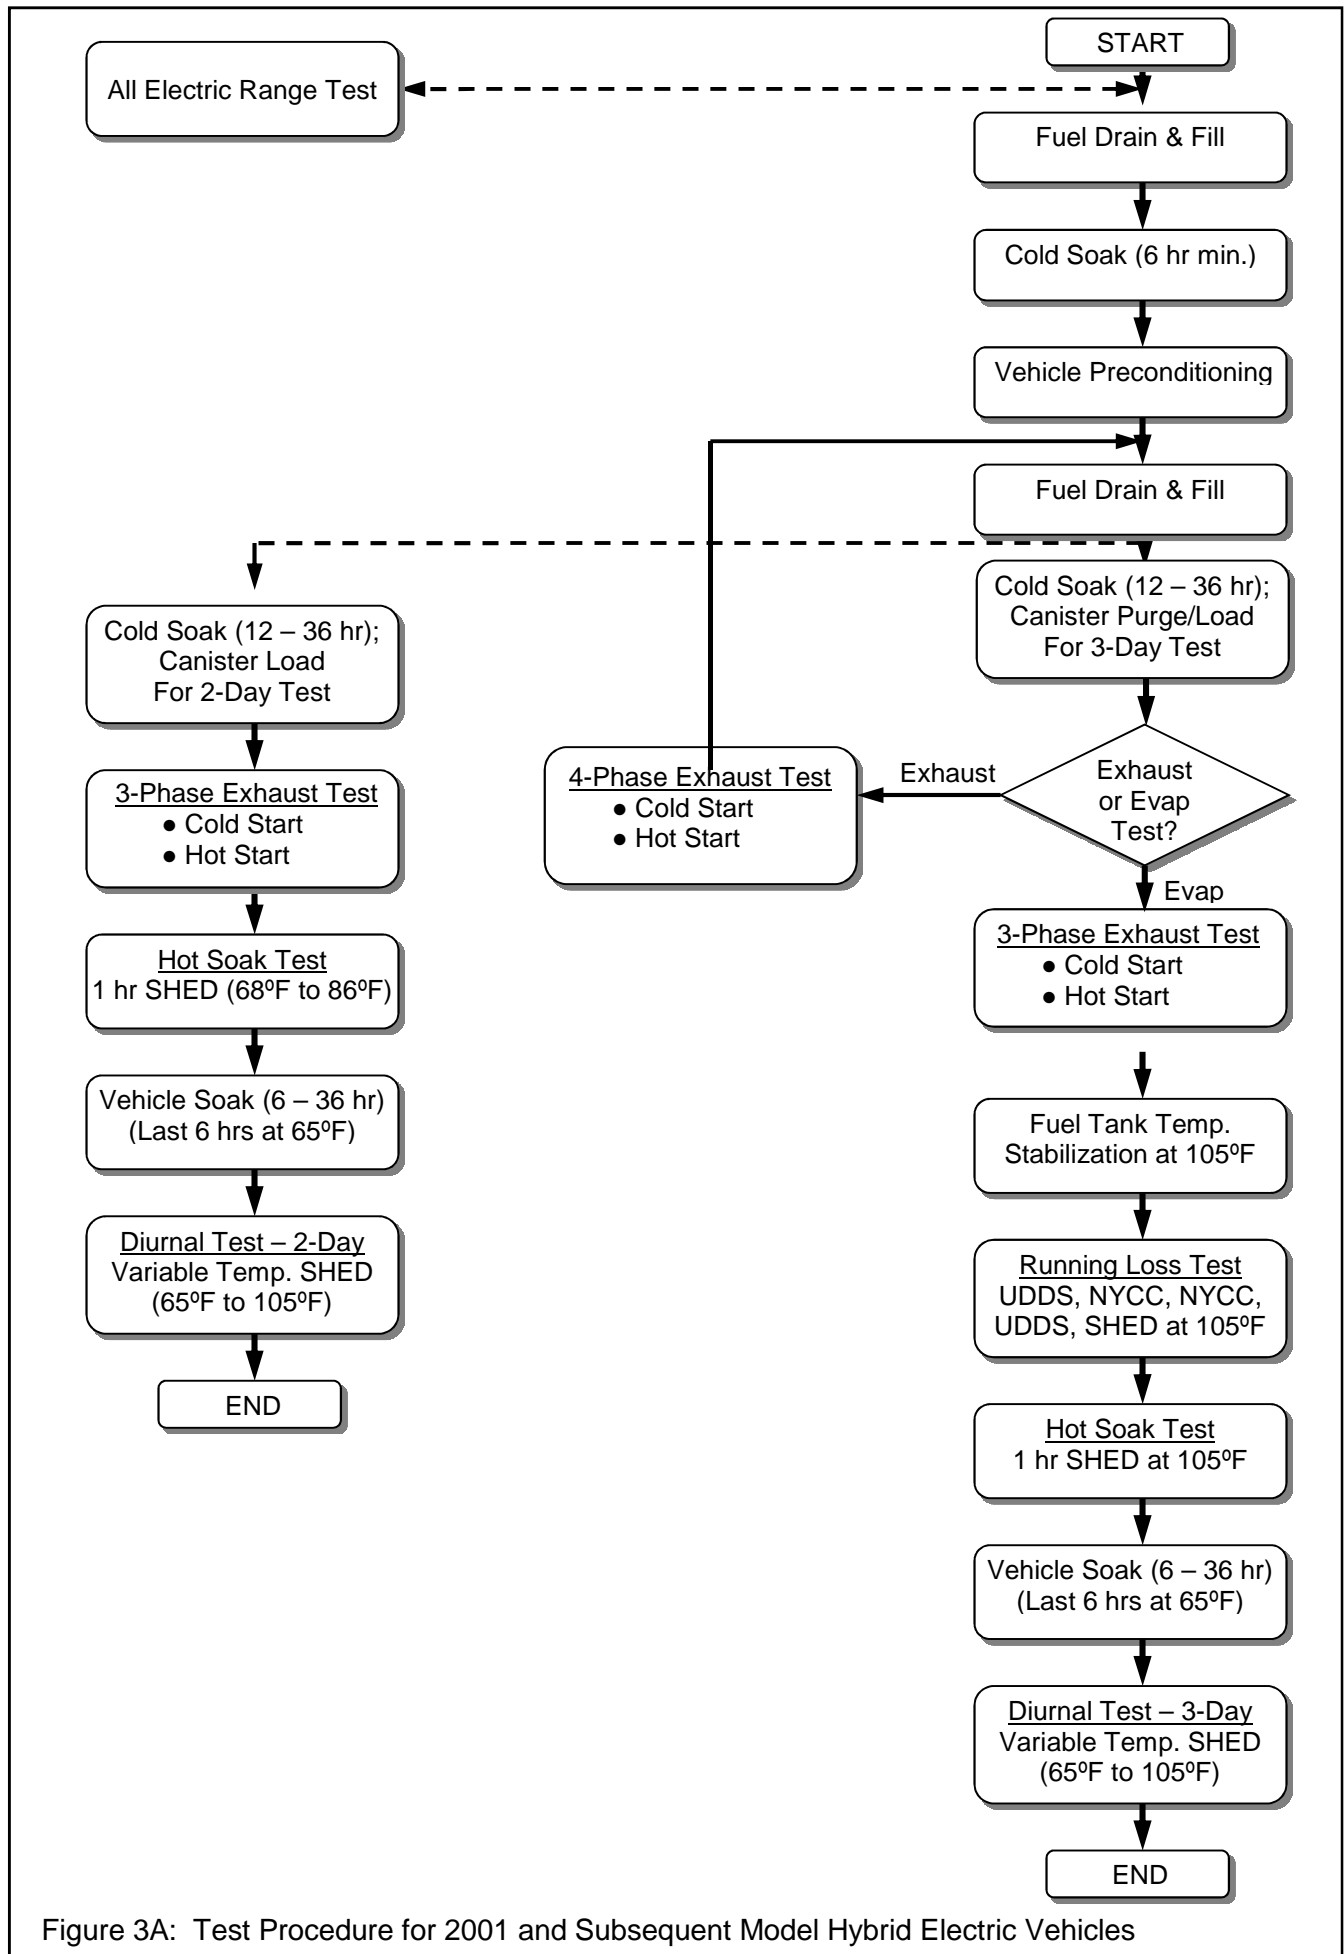 START
All Electric Range Test
Fuel Drain & Fill
Cold Soak (6 hr min.)
Vehicle Preconditioning
Fuel Drain & Fill
Cold Soak (12 – 36 hr);
Canister Purge/Load
For 3-Day Test
Cold Soak (12 – 36 hr);
Canister Load
For 2-Day Test
3-Phase Exhaust Test
● Cold Start
● Hot Start
4-Phase Exhaust Test
● Cold Start
● Hot Start
Exhaust
Exhaust
or Evap
Test?
Evap
3-Phase Exhaust Test
● Cold Start
● Hot Start
Hot Soak Test
1 hr SHED (68ºF to 86ºF)
Vehicle Soak (6 – 36 hr)
(Last 6 hrs at 65ºF)
Diurnal Test – 2-Day
Variable Temp. SHED
(65ºF to 105ºF)
END
Fuel Tank Temp.
Stabilization at 105ºF
Running Loss Test
UDDS, NYCC, NYCC,
UDDS, SHED at 105ºF
Hot Soak Test
1 hr SHED at 105ºF
Vehicle Soak (6 – 36 hr)
(Last 6 hrs at 65ºF)
Diurnal Test – 3-Day
Variable Temp. SHED
(65ºF to 105ºF)
END
Figure 3A:  Test Procedure for 2001 and Subsequent Model Hybrid Electric Vehicles